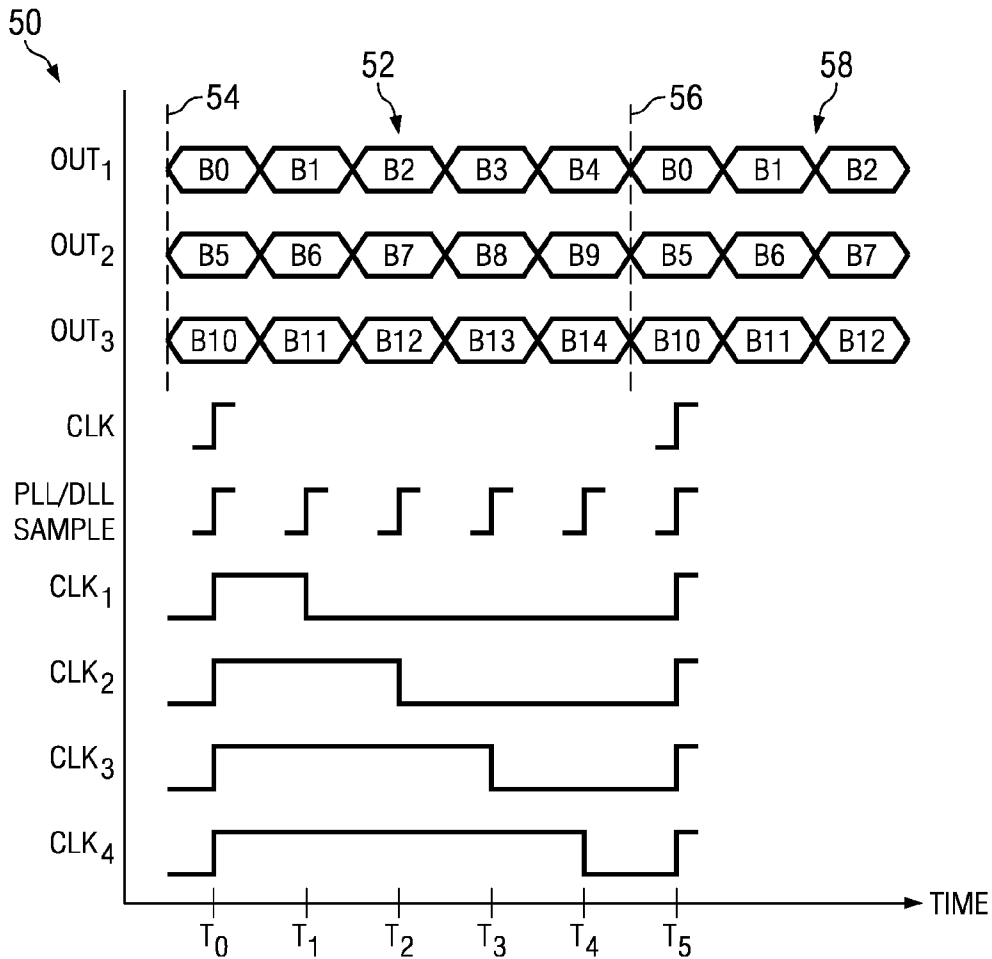 50
52
58
54
56
OUT1 B0 B1 B2 B3 B4 B0 B1 B2
OUT2 B5 B6 B7 B8 B9 B5 B6 B7
OUT3 B10 B11 B12 B13 B14 B10 B11 B12
CLK
PLL/DLL
SAMPLE
CLK1
CLK2
CLK3
CLK4
TIME
T0 T1 T2 T3 T4 T5